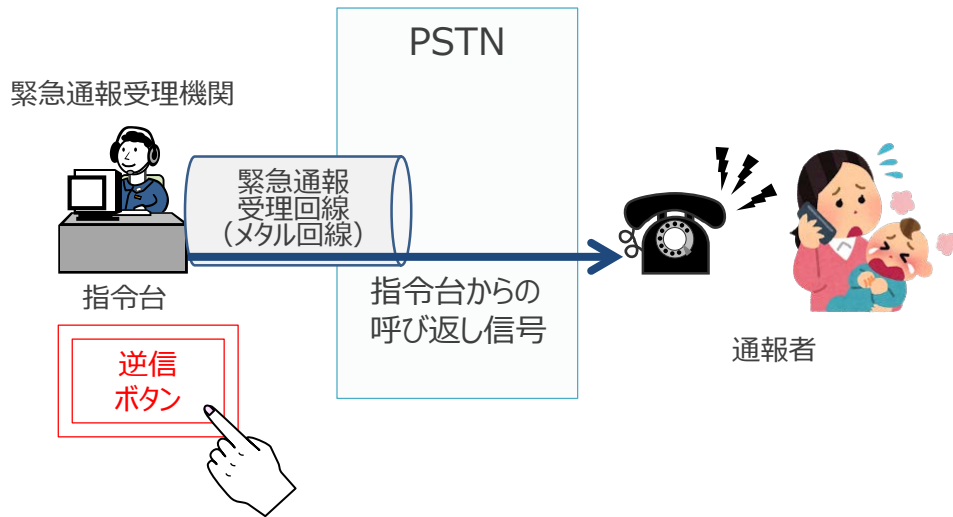 PSTN
緊急通報受理機関
緊急通報
受理回線
（メタル回線）
指令台
指令台からの
呼び返し信号
通報者
逆信
ボタン